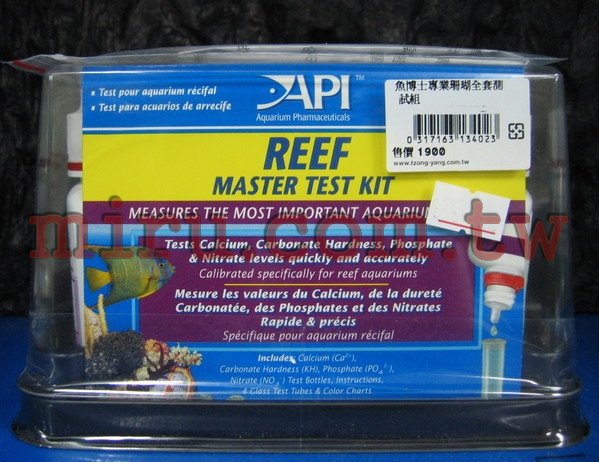 • Test pour aquarium récifal
• Test para acuarios de arrecife
API™
Aquarium Pharmaceuticals
魚博士專業珊瑚全套測
試組
0 317163 134023
售價 1900
www.tzong-yang.com.tw
REEF
MASTER TEST KIT
MEASURES THE MOST IMPORTANT AQUARIUM
miru.com.tw
Tests Calcium, Carbonate Hardness, Phosphate
& Nitrate levels quickly and accurately
Calibrated specifically for reef aquariums
Mesure les valeurs du Calcium, de la dureté
Carbonatée, des Phosphates et des Nitrates
Rapide & précis
Spécifique pour aquarium récifal
Includes: Calcium (Ca²⁺),
Carbonate Hardness (KH), Phosphate (PO₄³⁻),
Nitrate (NO₃⁻) Test Bottles, Instructions,
4 Glass Test Tubes & Color Charts